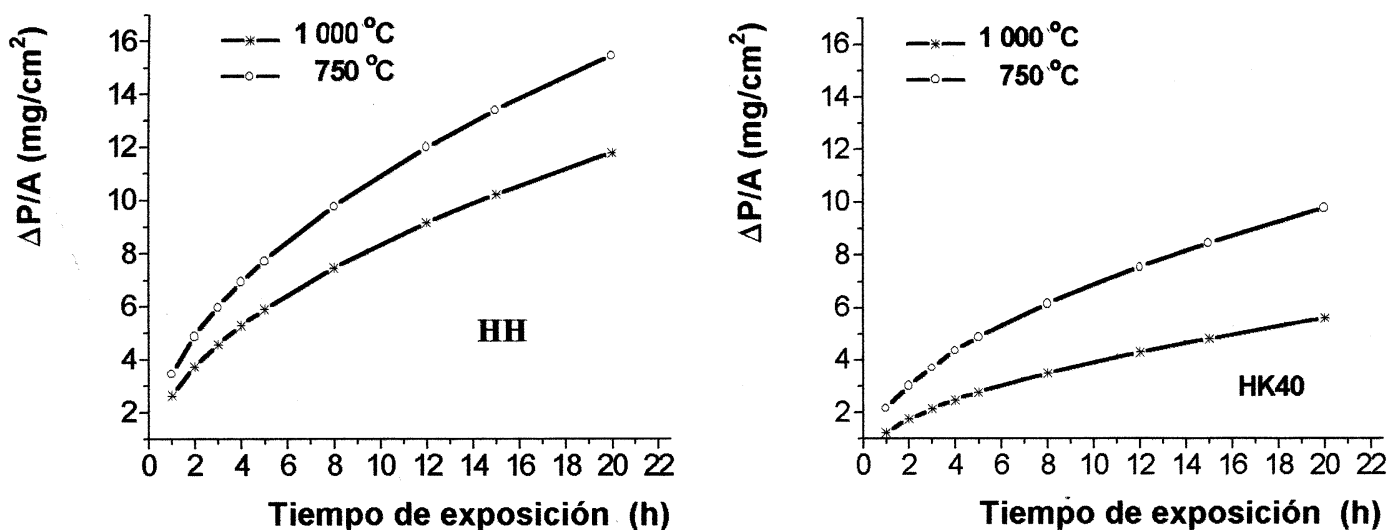 ΔP/A (mg/cm²)
1 000 °C
750 °C
16
14
12
10
8
6
4
2
HH
0 2 4 6 8 10 12 14 16 18 20 22
Tiempo de exposición (h)
ΔP/A (mg/cm²)
1 000 °C
750 °C
16
14
12
10
8
6
4
2
HK40
0 2 4 6 8 10 12 14 16 18 20 22
Tiempo de exposición (h)